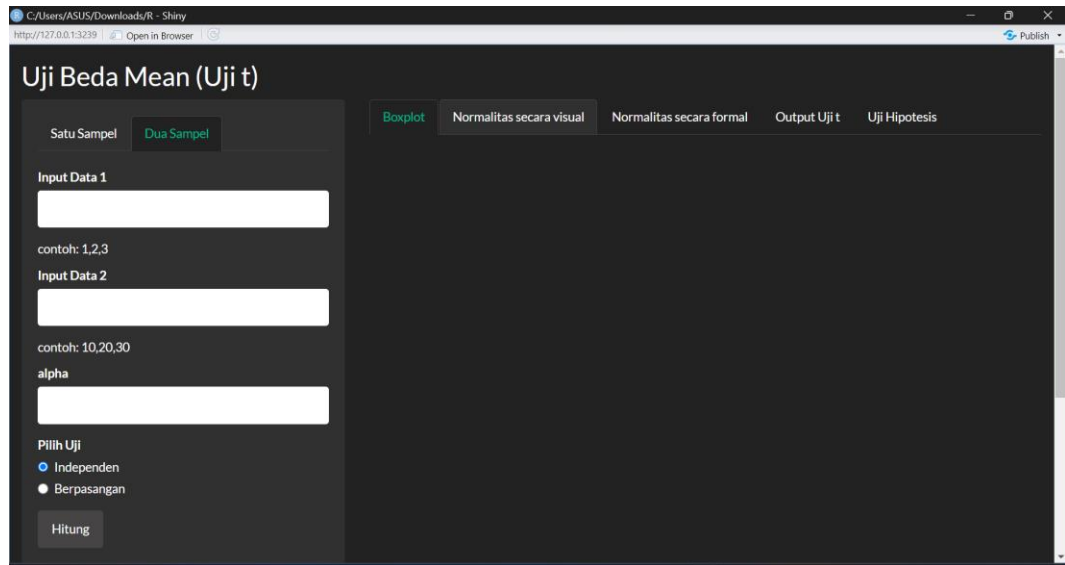 C:/Users/ASUS/Downloads/R - Shiny
http://127.0.0.1:3239 Open in Browser Publish
Uji Beda Mean (Uji t)
Satu Sampel Dua Sampel
Boxplot Normalitas secara visual Normalitas secara formal Output Uji t Uji Hipotesis
Input Data 1
contoh: 1,2,3
Input Data 2
contoh: 10,20,30
alpha
Pilih Uji
Independen
Berpasangan
Hitung